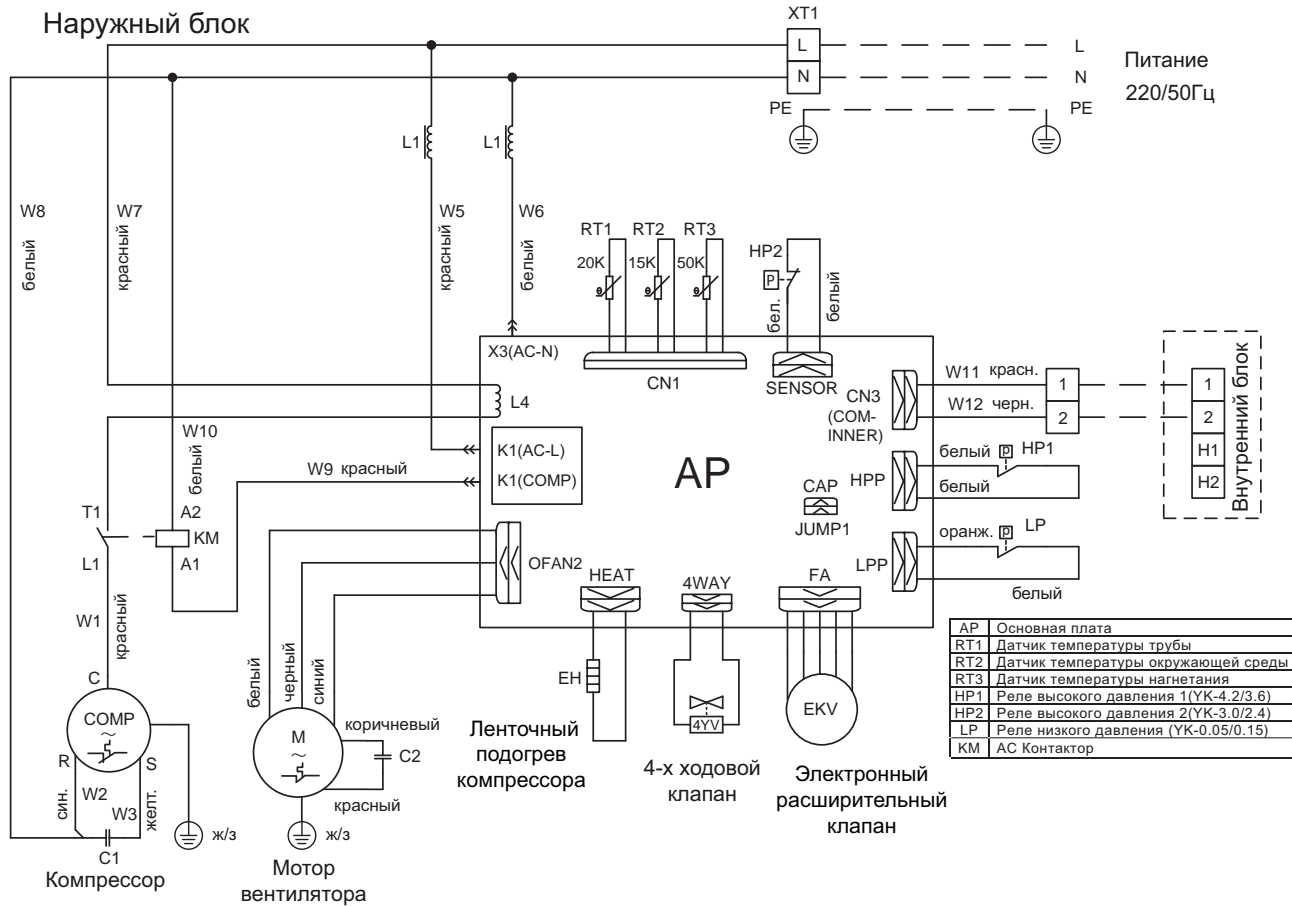 Наружный блок
XT1
L
N
PE
L
N
PE
Питание
220/50Гц
L1
L1
W8
белый
W7
красный
W5
красный
W6
белый
RT1
RT2
RT3
20K
15K
50K
θ
θ
θ
HP2
P
бел.
белый
X3(AC-N)
CN1
SENSOR
L4
CN3
(COM-
INNER)
W11 красн.
W12 черн.
1
2
1
2
H1
H2
Внутренний блок
W10
белый
W9 красный
K1(AC-L)
K1(COMP)
AP
CAP
JUMP1
HPP
белый
P
HP1
белый
T1
L1
A2
KM
A1
OFAN2
HEAT
4WAY
FA
LPP
оранж.
P
LP
белый
W1
красный
C
COMP
~
R
S
син.
W2
W3
желт.
C1
ж/з
Компрессор
белый
черный
синий
M
~
коричневый
C2
красный
ж/з
Мотор
вентилятора
EH
Ленточный
подогрев
компрессора
4YV
4-х ходовой
клапан
EKV
Электронный
расширительный
клапан
AP Основная плата
RT1 Датчик температуры трубы
RT2 Датчик температуры окружающей среды
RT3 Датчик температуры нагнетания
HP1 Реле высокого давления 1(YK-4.2/3.6)
HP2 Реле высокого давления 2(YK-3.0/2.4)
LP Реле низкого давления (YK-0.05/0.15)
KM АС Контактор